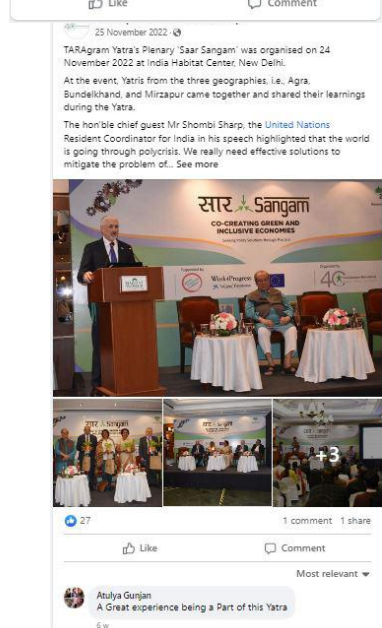 Like Comment
25 November 2022
TARAgram Yatra's Plenary 'Saar Sangam' was organised on 24
November 2022 at India Habitat Center, New Delhi.
At the event, Yatris from the three geographies, i.e., Agra,
Bundelkhand, and Mirzapur came together and shared their learnings
during the Yatra.
The hon'ble chief guest Mr Shombi Sharp, the United Nations
Resident Coordinator for India in his speech highlighted that the world
is going through polycrisis. We really need effective solutions to
mitigate the problem of... See more
सार Sangam
CO-CREATING GREEN AND
INCLUSIVE ECONOMIES
Supported by
Work4Progress
सार Sangam
+3
27 1 comment 1 share
Like Comment
Most relevant
Atulya Gunjan
A Great experience being a Part of this Yatra
6 w